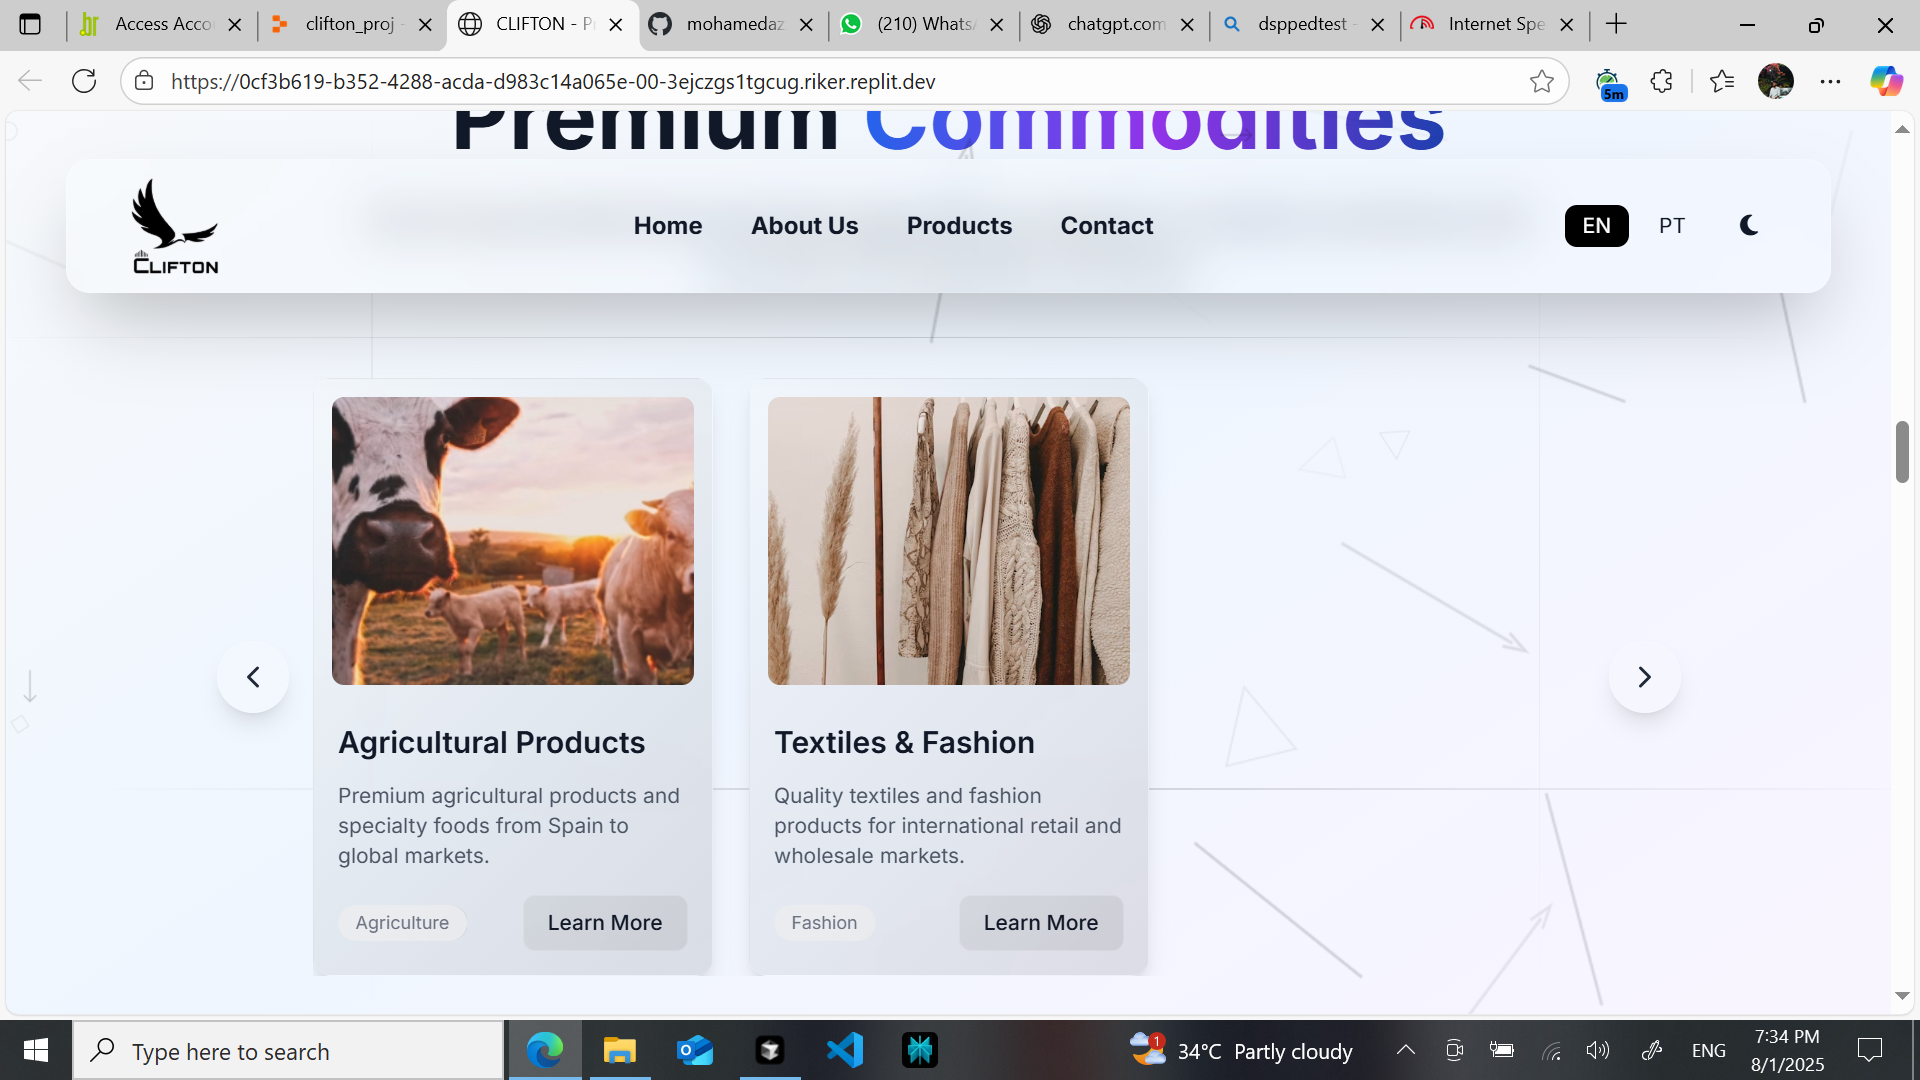 Access Acco
clifton_proj
CLIFTON - P
mohamedaz
(210) Whats
chatgpt.com
dsppedtest -
Internet Spe
https://0cf3b619-b352-4288-acda-d983c14a065e-00-3ejczgs1tgcug.riker.replit.dev
5m
Premium Commodities
CLIFTON
Home
About Us
Products
Contact
EN
PT
Agricultural Products
Premium agricultural products and
specialty foods from Spain to
global markets.
Agriculture
Learn More
Textiles & Fashion
Quality textiles and fashion
products for international retail and
wholesale markets.
Fashion
Learn More
Type here to search
1
34°C Partly cloudy
ENG
7:34 PM
8/1/2025